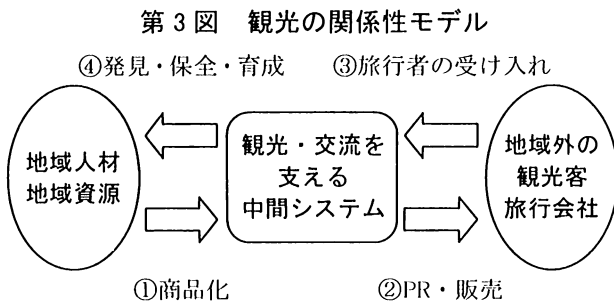 第3図 観光の関係性モデル
④発見・保全・育成 ③旅行者の受け入れ
地域人材
地域資源
観光・交流を
支える
中間システム
地域外の
観光客
旅行会社
①商品化 ②PR・販売